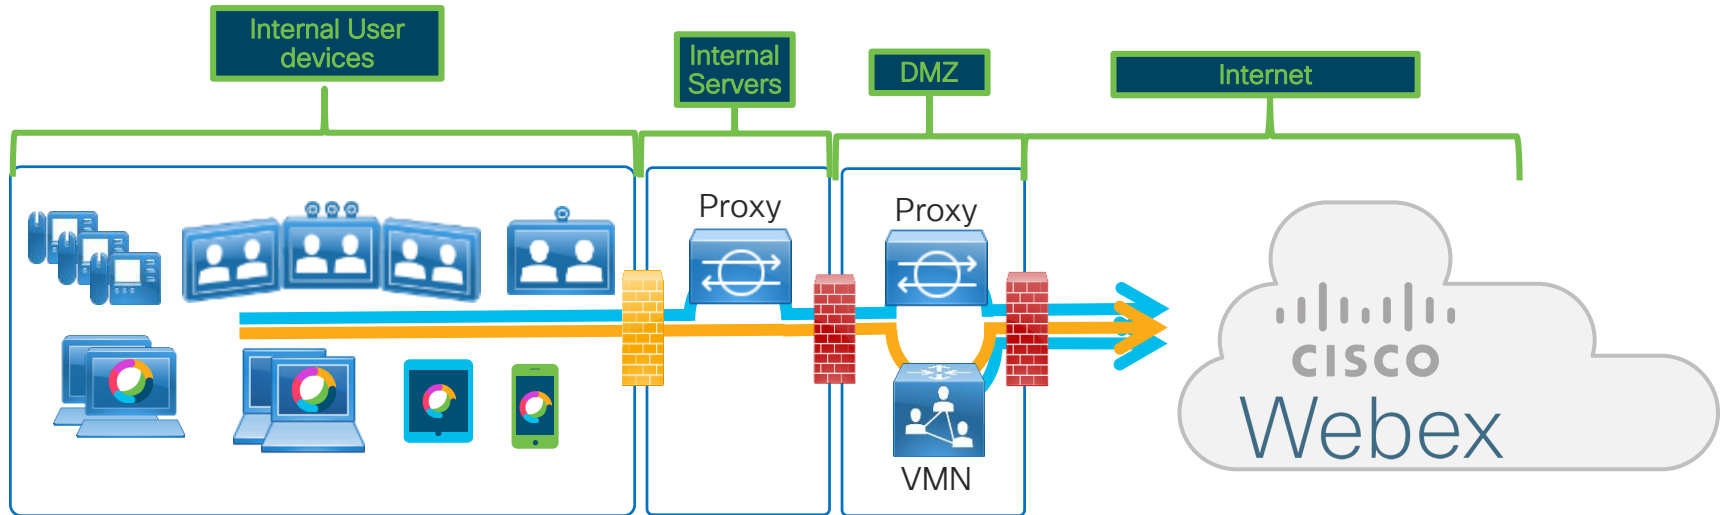 Internal User
devices
Internal
Servers
DMZ
Internet
Proxy
Proxy
VMN
CISCO
Webex